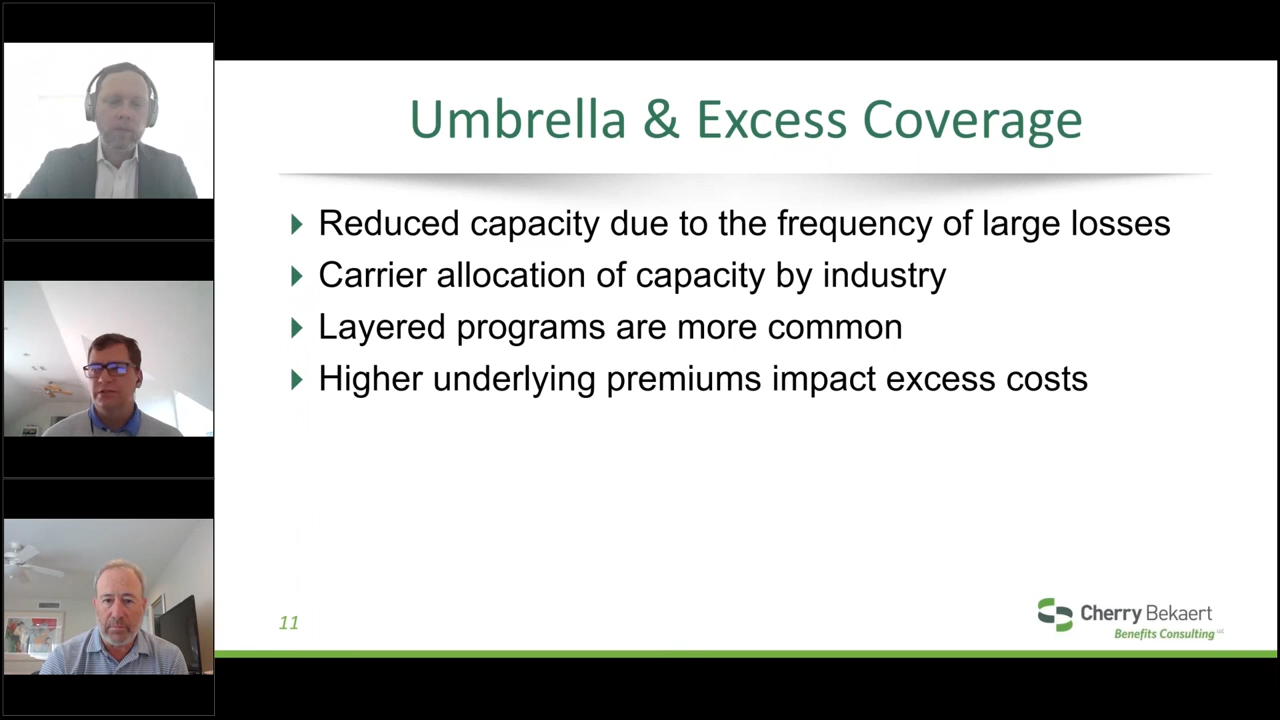 Umbrella & Excess Coverage
Reduced capacity due to the frequency of large losses
Carrier allocation of capacity by industry
Layered programs are more common
Higher underlying premiums impact excess costs
11
Cherry Bekaert
Benefits Consulting LLC